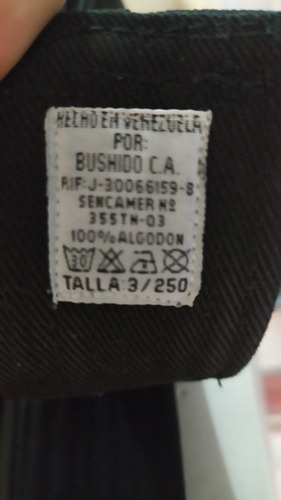 HECHO EN VENEZUELA
POR:
BUSHIDO C.A.
RIF: J-30066159-8
SENCAMER Nº
355TN-03
100% ALGODON
30
TALLA 3/250